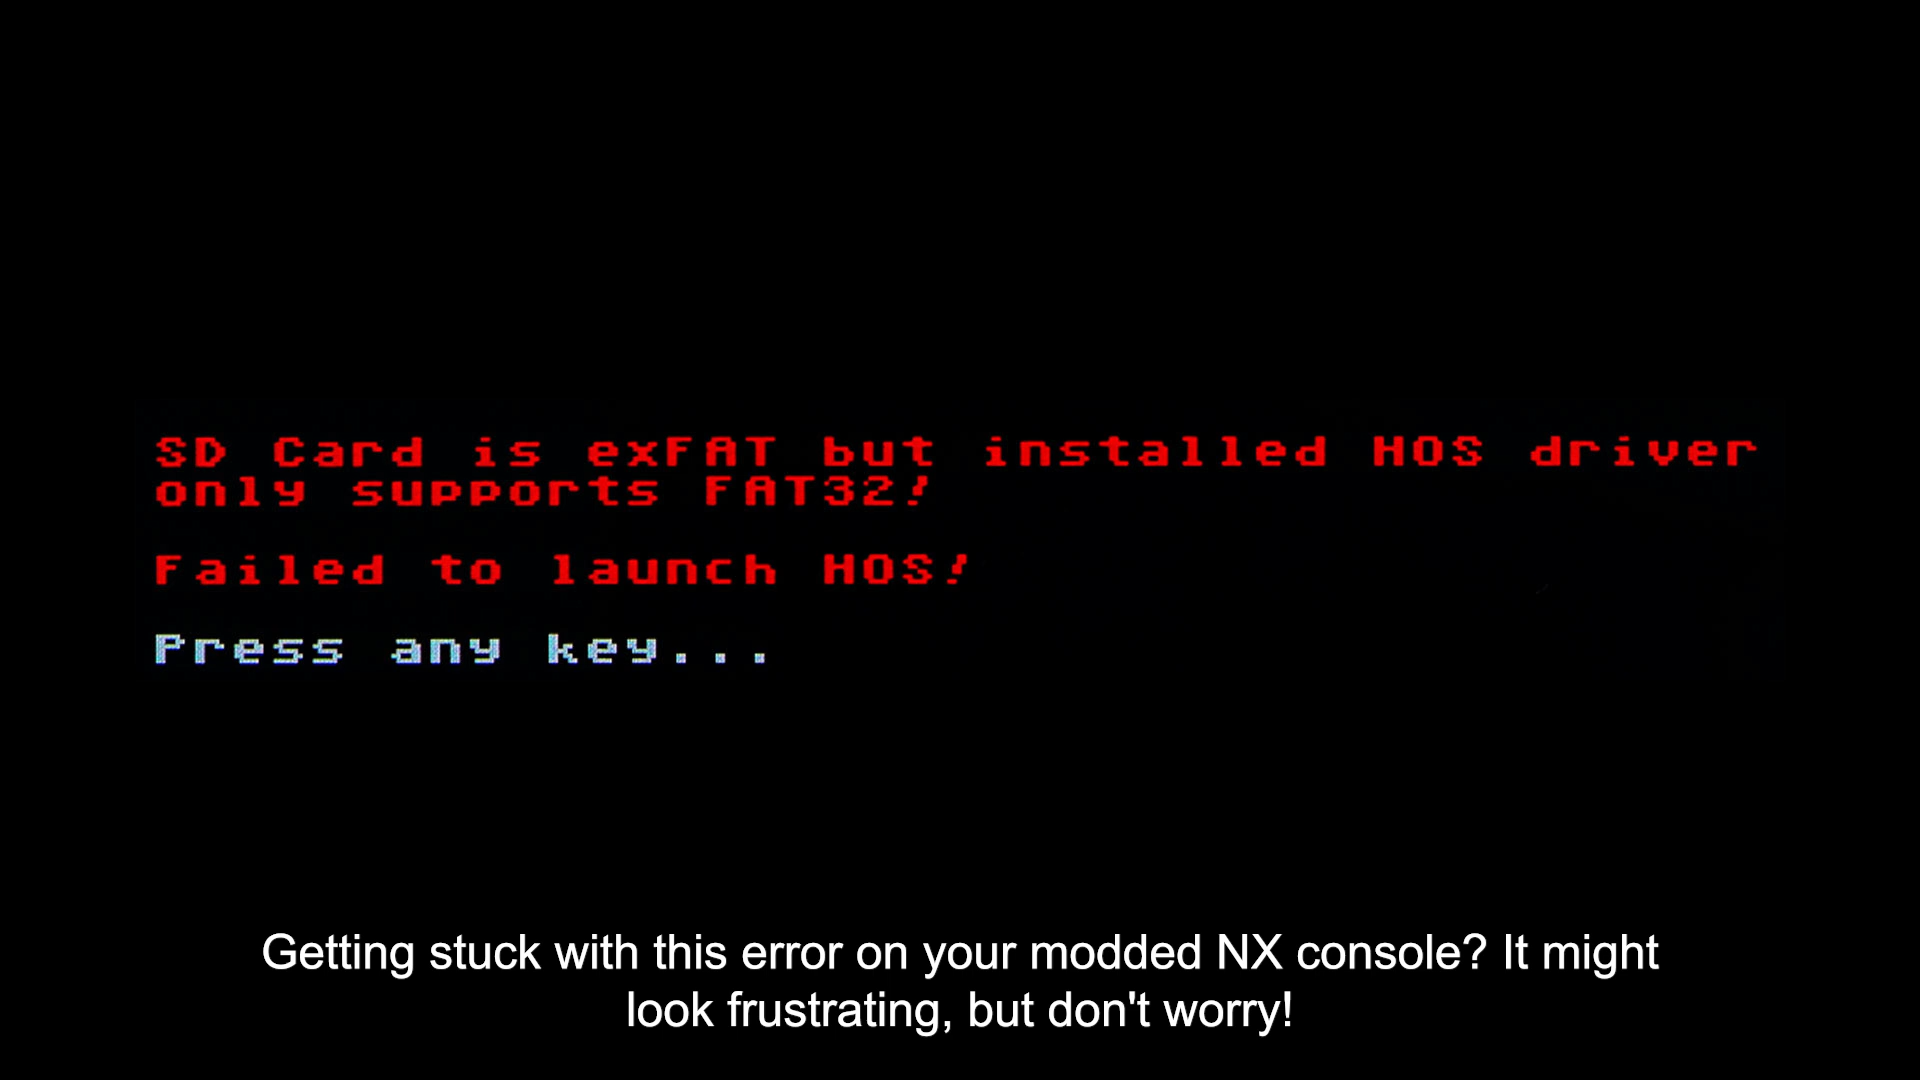 SD Card is exFAT but installed HOS driver
only supports FAT32!
Failed to launch HOS!
Press any key...
Getting stuck with this error on your modded NX console? It might
look frustrating, but don't worry!